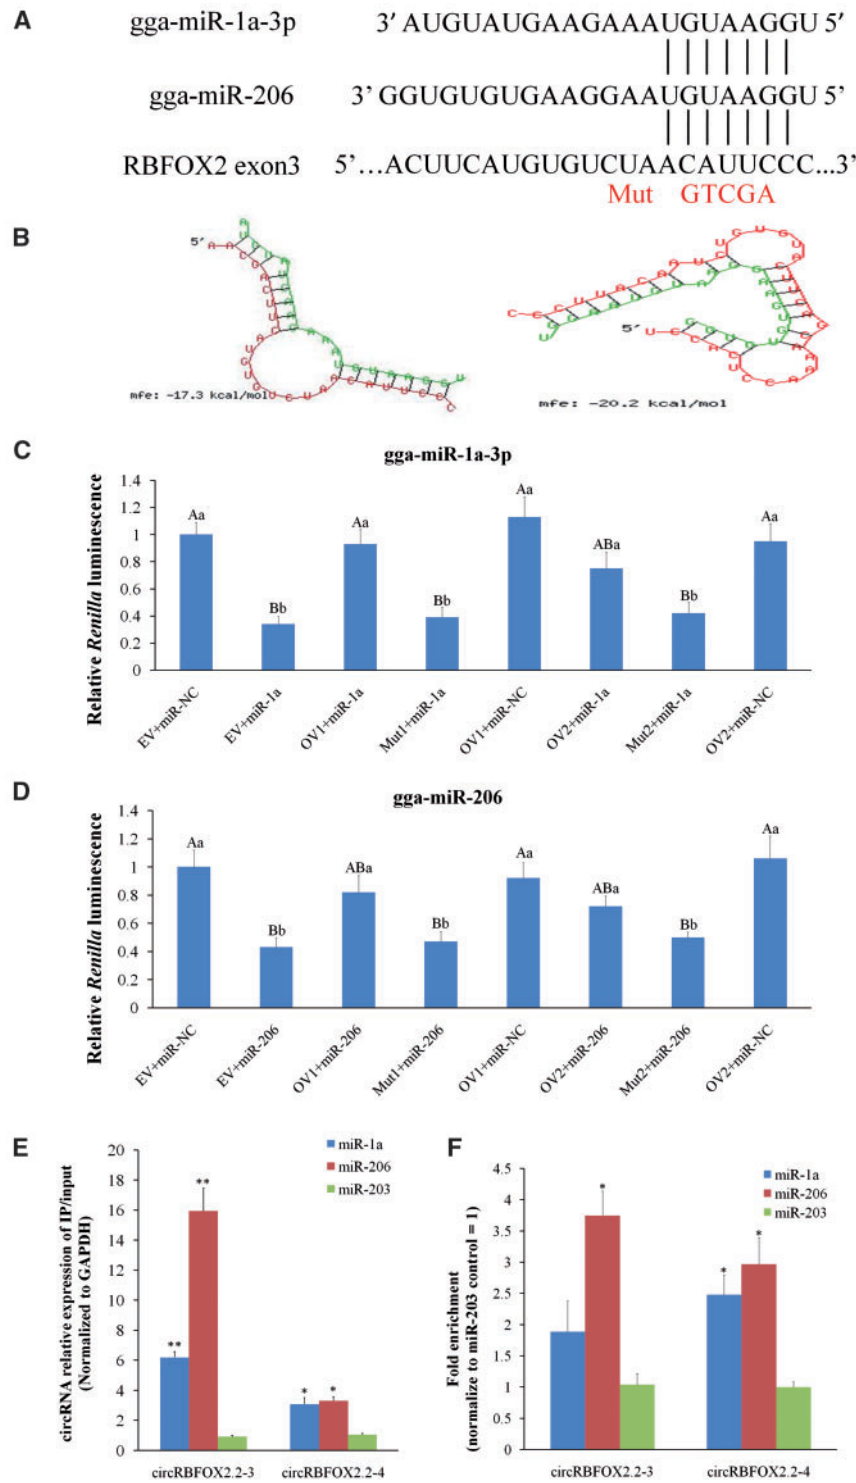 A
gga-miR-1a-3p 3' AUGUAUGAAGAAAUGUAAGGU 5'
gga-miR-206 3' GGUGUGUGAAGGAAUGUAAGGU 5'
RBFOX2 exon3 5'…ACUUCAUGUGUCUAACAUUCCC...3'
Mut GTCGA
B
5'
mfe: -17.3 kcal/mol
5'
mfe: -20.2 kcal/mol
C
gga-miR-1a-3p
Relative Renilla luminescence
1.4
1.2
1
0.8
0.6
0.4
0.2
0
Aa
Bb
Aa
Bb
Aa
ABa
Bb
Aa
EV+miR-NC
EV+miR-1a
OV1+miR-1a
Mut1+miR-1a
OV1+miR-NC
OV2+miR-1a
Mut2+miR-1a
OV2+miR-NC
D
gga-miR-206
Relative Renilla luminescence
1.4
1.2
1
0.8
0.6
0.4
0.2
0
Aa
Bb
ABa
Bb
Aa
ABa
Bb
Aa
EV+miR-NC
EV+miR-206
OV1+miR-206
Mut1+miR-206
OV1+miR-NC
OV2+miR-206
Mut2+miR-206
OV2+miR-NC
E
circRNA relative expression of IP/input
(Normalized to GAPDH)
20
18
16
14
12
10
8
6
4
2
0
miR-1a
miR-206
miR-203
**
**
*
*
circRBFOX2.2-3
circRBFOX2.2-4
F
Fold enrichment
(normalize to miR-203 control = 1)
4.5
4
3.5
3
2.5
2
1.5
1
0.5
0
miR-1a
miR-206
miR-203
*
*
*
circRBFOX2.2-3
circRBFOX2.2-4